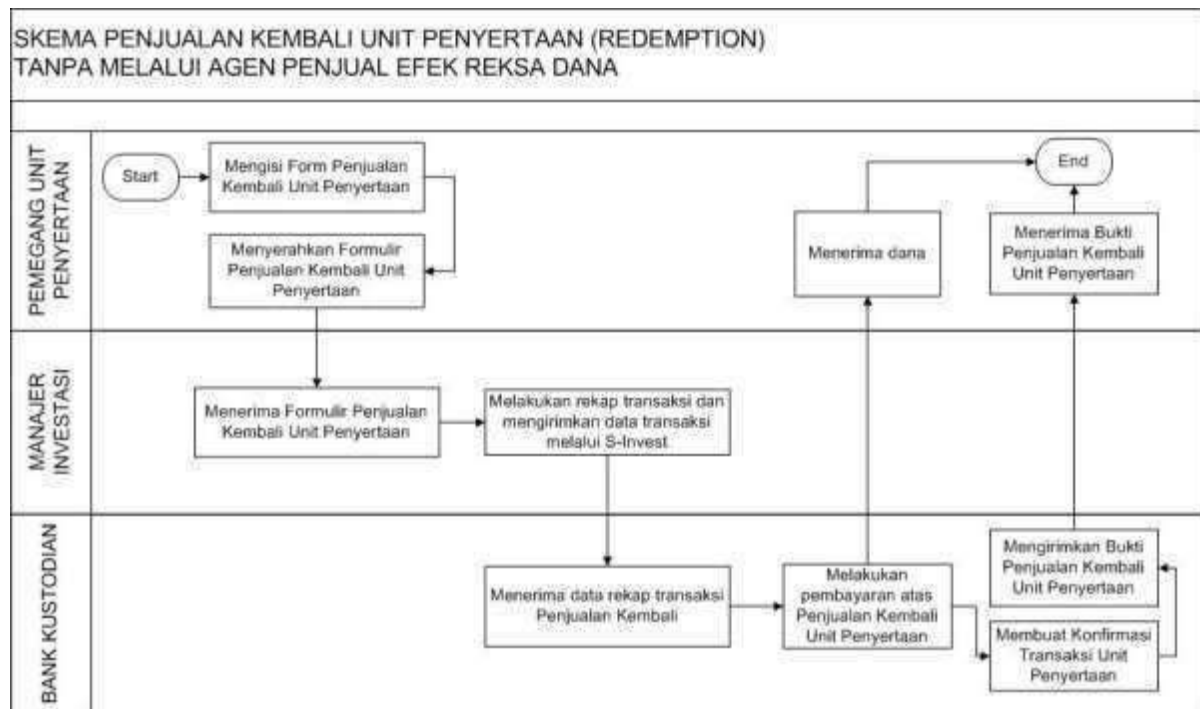 SKEMA PENJUALAN KEMBALI UNIT PENYERTAAN (REDEMPTION)
TANPA MELALUI AGEN PENJUAL EFEK REKSA DANA
PEMEGANG UNIT
PENYERTAAN
Start
Mengisi Form Penjualan
Kembali Unit Penyertaan
Menyerahkan Formulir
Penjualan Kembali Unit
Penyertaan
Menerima dana
End
Menerima Bukti
Penjualan Kembali
Unit Penyertaan
MANAJER
INVESTASI
Menerima Formulir Penjualan
Kembali Unit Penyertaan
Melakukan rekap transaksi dan
mengirimkan data transaksi
melalui S-Invest
BANK KUSTODIAN
Menerima data rekap transaksi
Penjualan Kembali
Melakukan
pembayaran atas
Penjualan Kembali
Unit Penyertaan
Mengirimkan Bukti
Penjualan Kembali
Unit Penyertaan
Membuat Konfirmasi
Transaksi Unit
Penyertaan